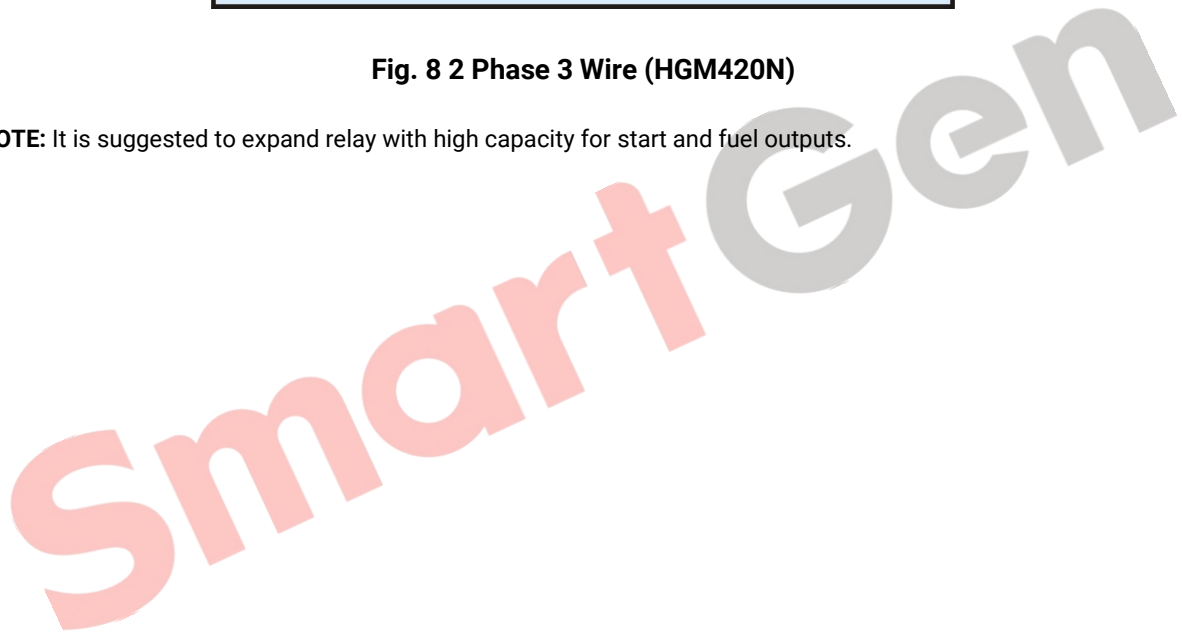 Fig. 8 2 Phase 3 Wire (HGM420N)
OTE: It is suggested to expand relay with high capacity for start and fuel outputs.
SmartGen